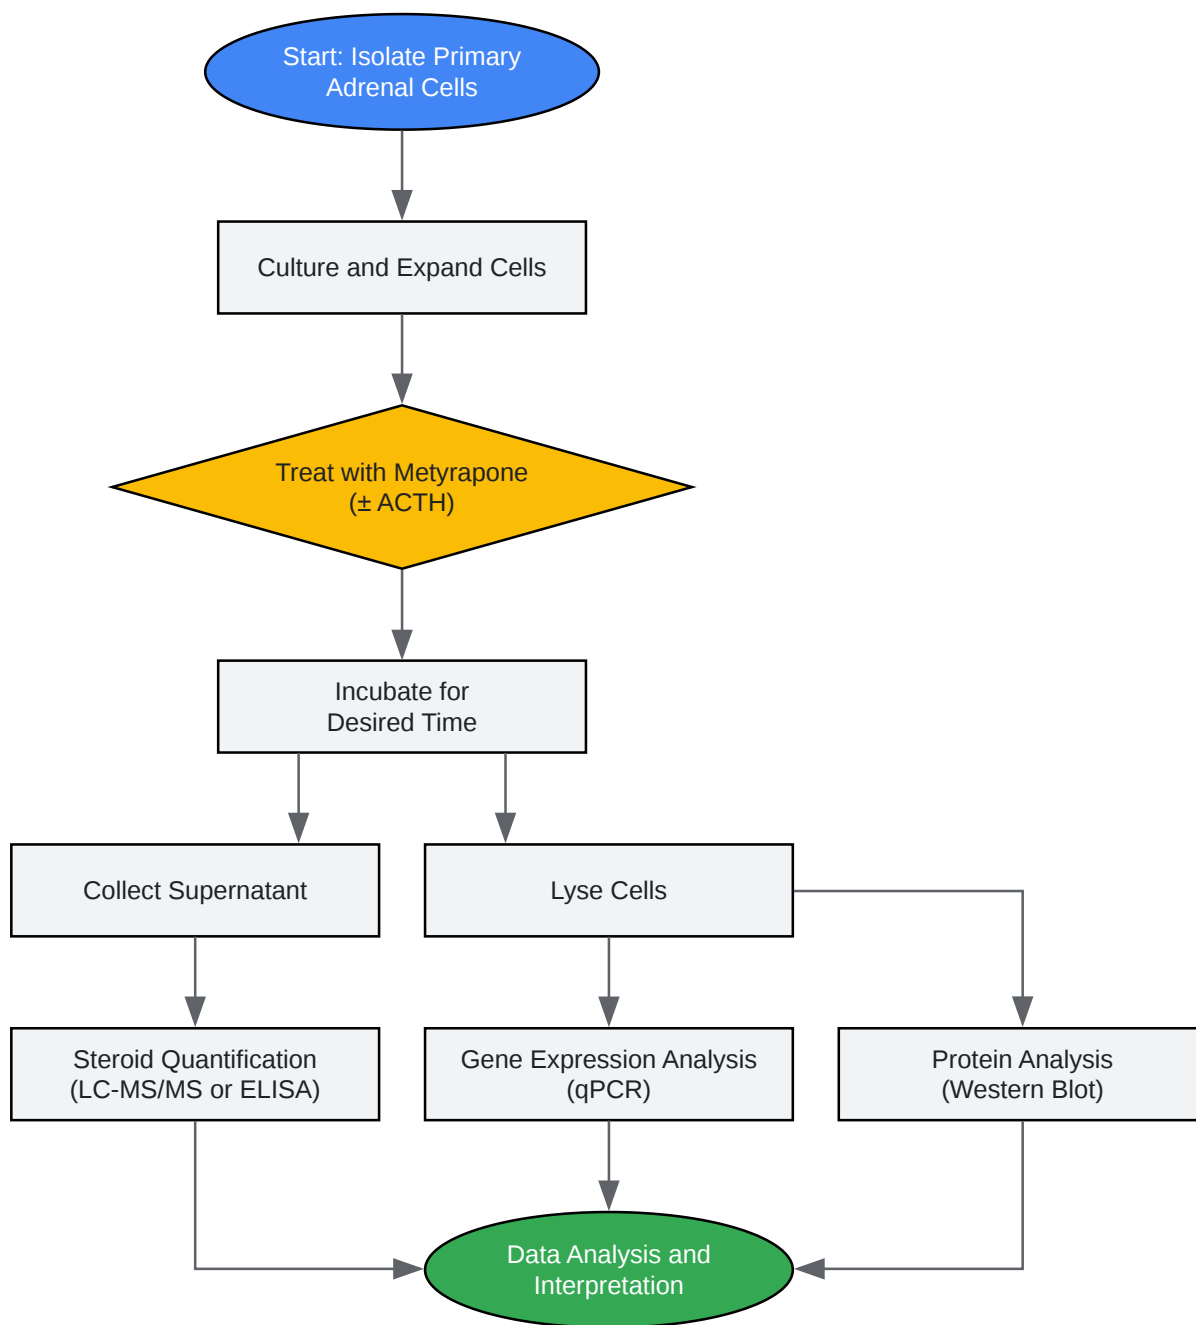 Start: Isolate Primary
Adrenal Cells
Culture and Expand Cells
Treat with Metyrapone
(± ACTH)
Incubate for
Desired Time
Collect Supernatant
Lyse Cells
Steroid Quantification
(LC-MS/MS or ELISA)
Gene Expression Analysis
(qPCR)
Protein Analysis
(Western Blot)
Data Analysis and
Interpretation